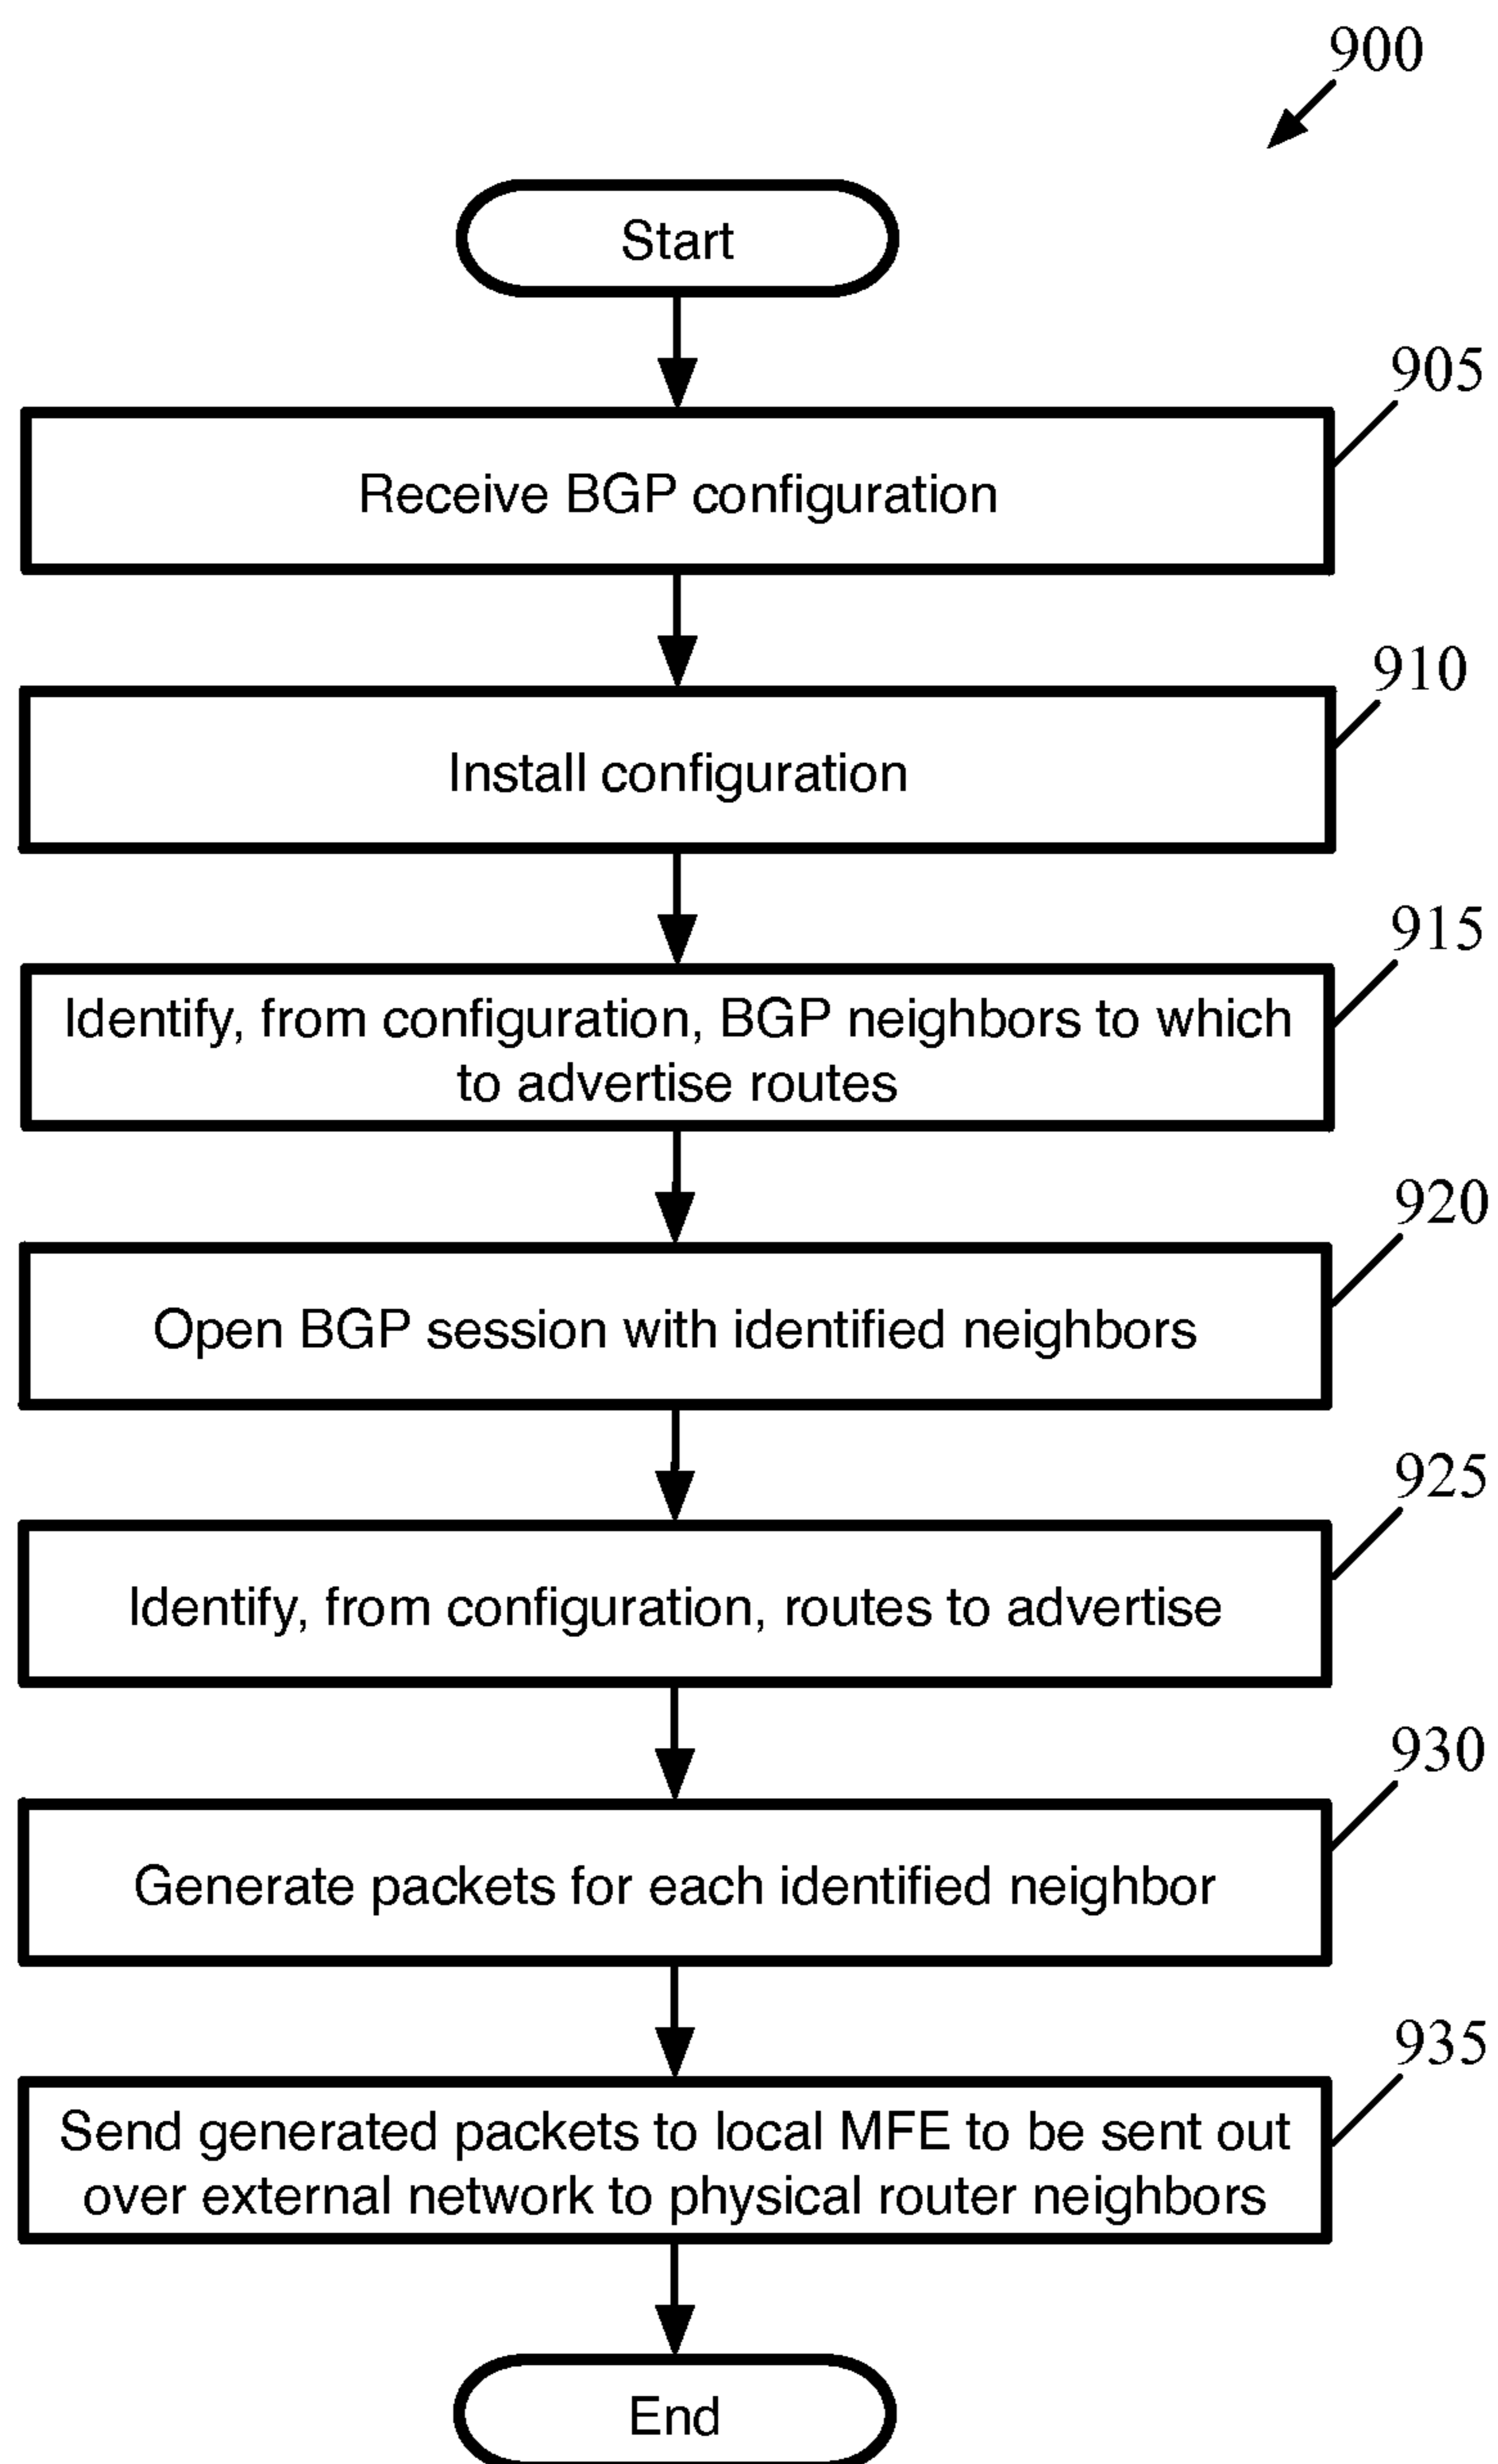 900
Start
905
Receive BGP configuration
910
Install configuration
915
Identify, from configuration, BGP neighbors to which
to advertise routes
920
Open BGP session with identified neighbors
925
Identify, from configuration, routes to advertise
930
Generate packets for each identified neighbor
935
Send generated packets to local MFE to be sent out
over external network to physical router neighbors
End